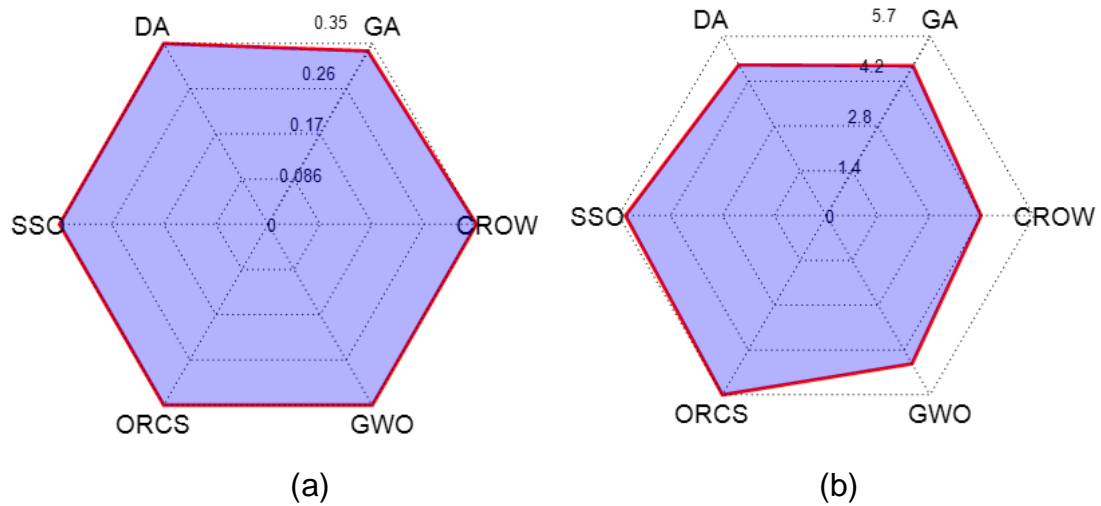 DA 0.35 GA
0.26
0.17
0.086
SSO 0 CROW
ORCS GWO
(a)
DA 5.7 GA
4.2
2.8
1.4
SSO 0 CROW
ORCS GWO
(b)